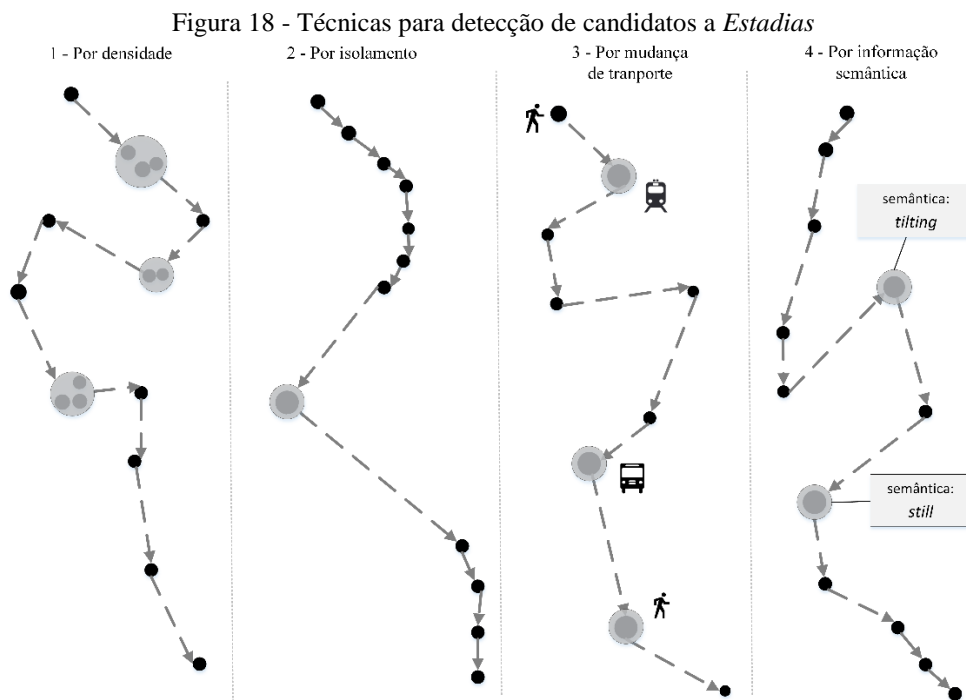 Figura 18 - Técnicas para detecção de candidatos a Estadias
1 - Por densidade
2 - Por isolamento
3 - Por mudança
de tranporte
4 - Por informação
semântica
semântica:
tilting
semântica:
still